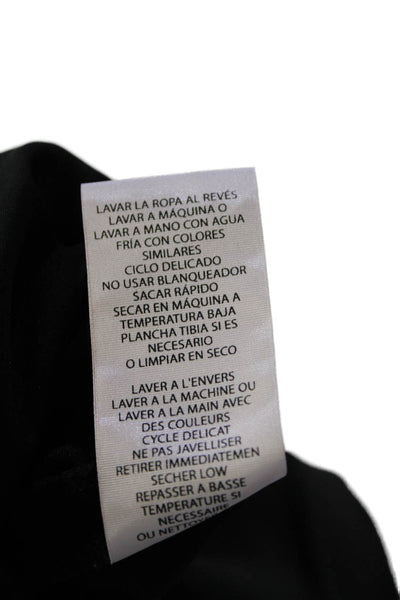 LAVAR LA ROPA AL REVÉS
LAVAR A MÁQUINA O
LAVAR A MANO CON AGUA
FRÍA CON COLORES
SIMILARES
CICLO DELICADO
NO USAR BLANQUEADOR
SACAR RÁPIDO
SECAR EN MÁQUINA A
TEMPERATURA BAJA
PLANCHA TIBIA SI ES
NECESARIO
O LIMPIAR EN SECO
LAVER A L'ENVERS
LAVER A LA MACHINE OU
LAVER A LA MAIN AVEC
DES COULEURS
CYCLE DELICAT
NE PAS JAVELLISER
RETIRER IMMEDIATEMEN
SECHER LOW
REPASSER A BASSE
TEMPERATURE SI
NECESSAIRE
OU